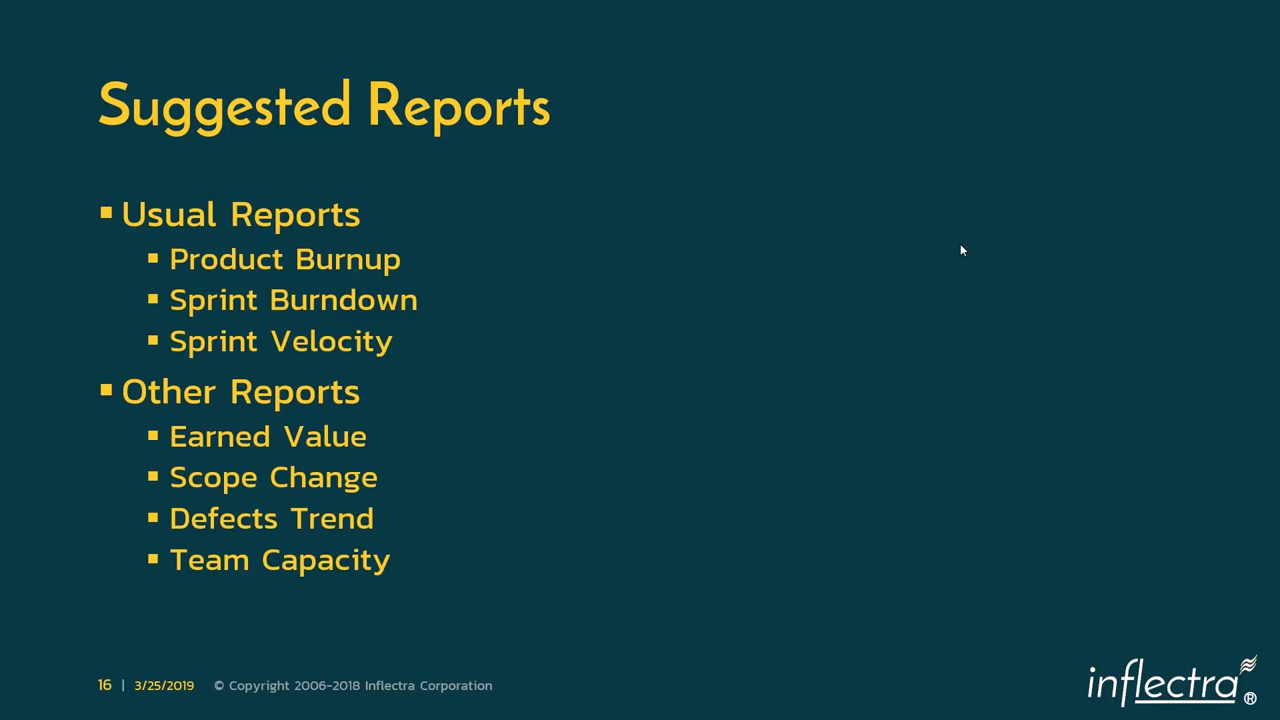 Suggested Reports
▪ Usual Reports
▪ Product Burnup
▪ Sprint Burndown
▪ Sprint Velocity
▪ Other Reports
▪ Earned Value
▪ Scope Change
▪ Defects Trend
▪ Team Capacity
16 | 3/25/2019 © Copyright 2006-2018 Inflectra Corporation
inflectra®